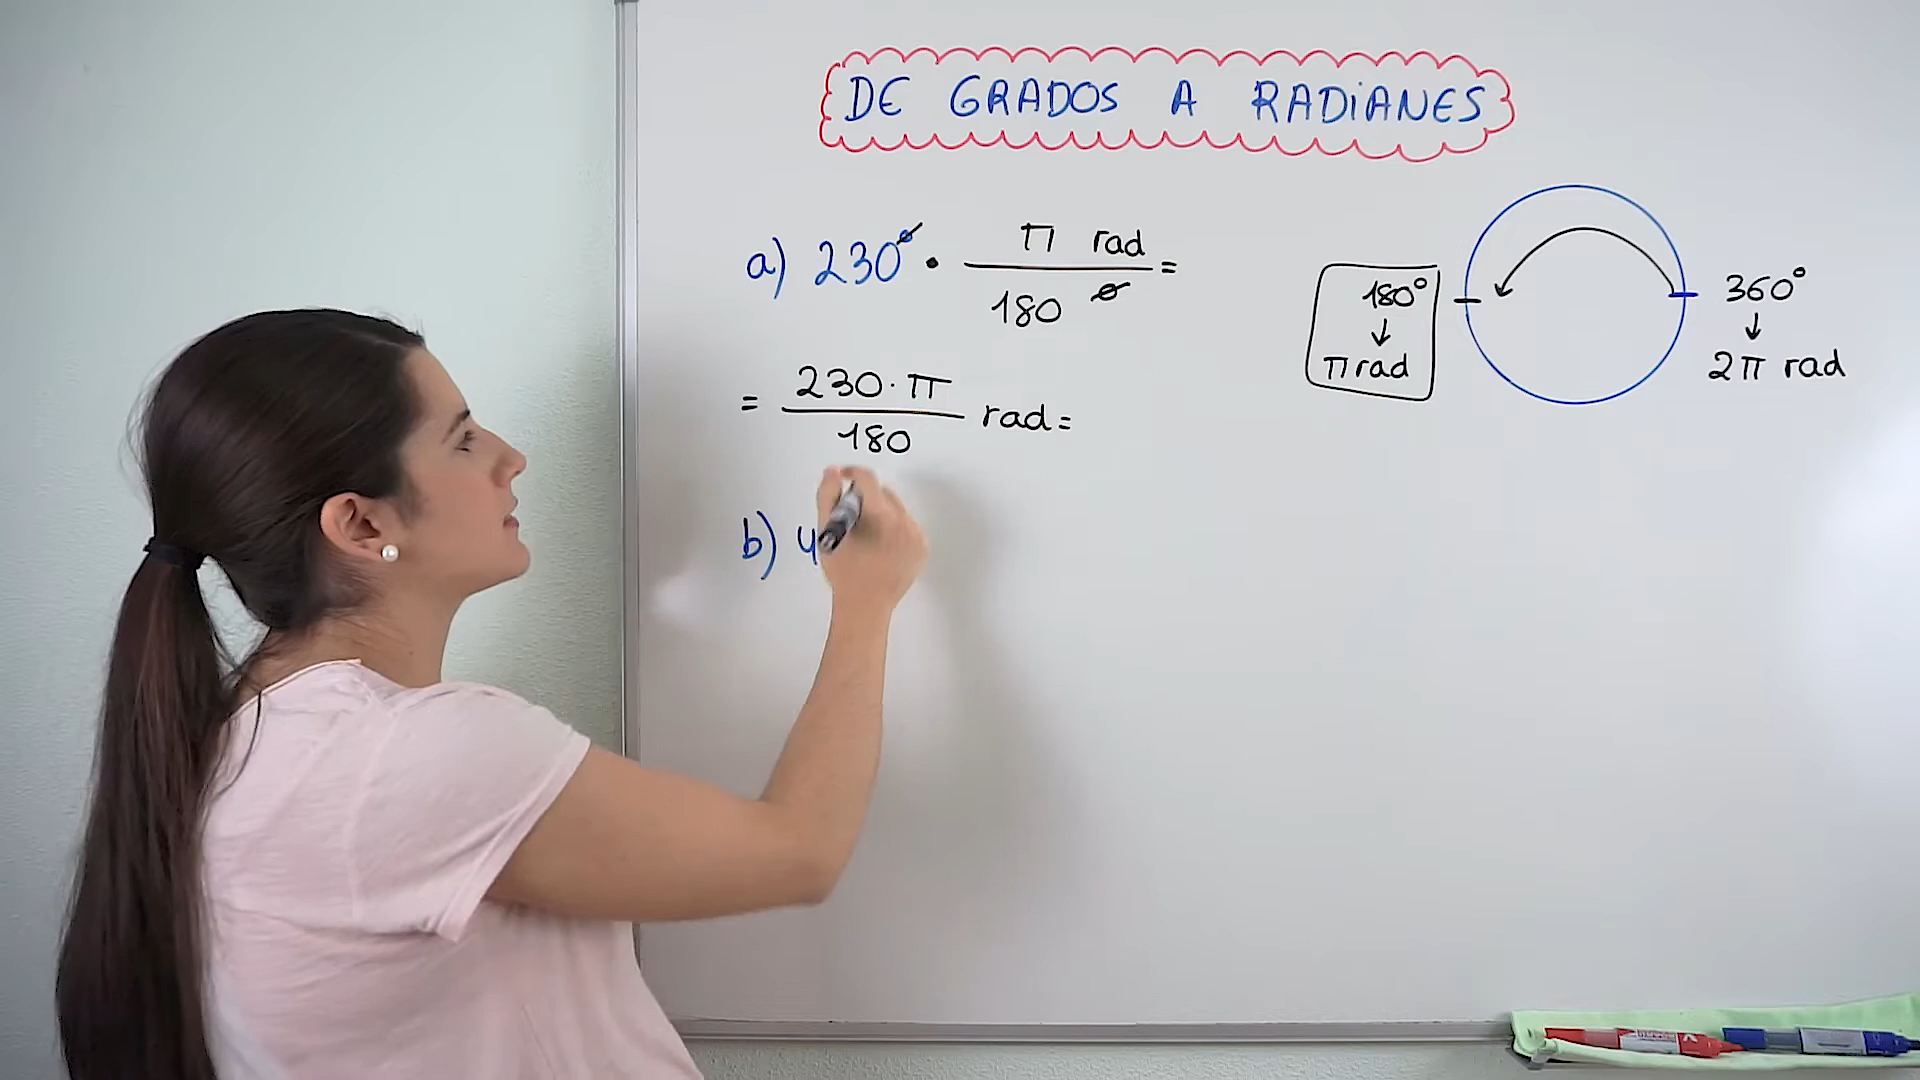 DE GRADOS A RADiANES
a) 230° · π rad / 180 ° =
= 230 · π / 180 rad =
b) 4
180°
↓
π rad
360°
↓
2π rad